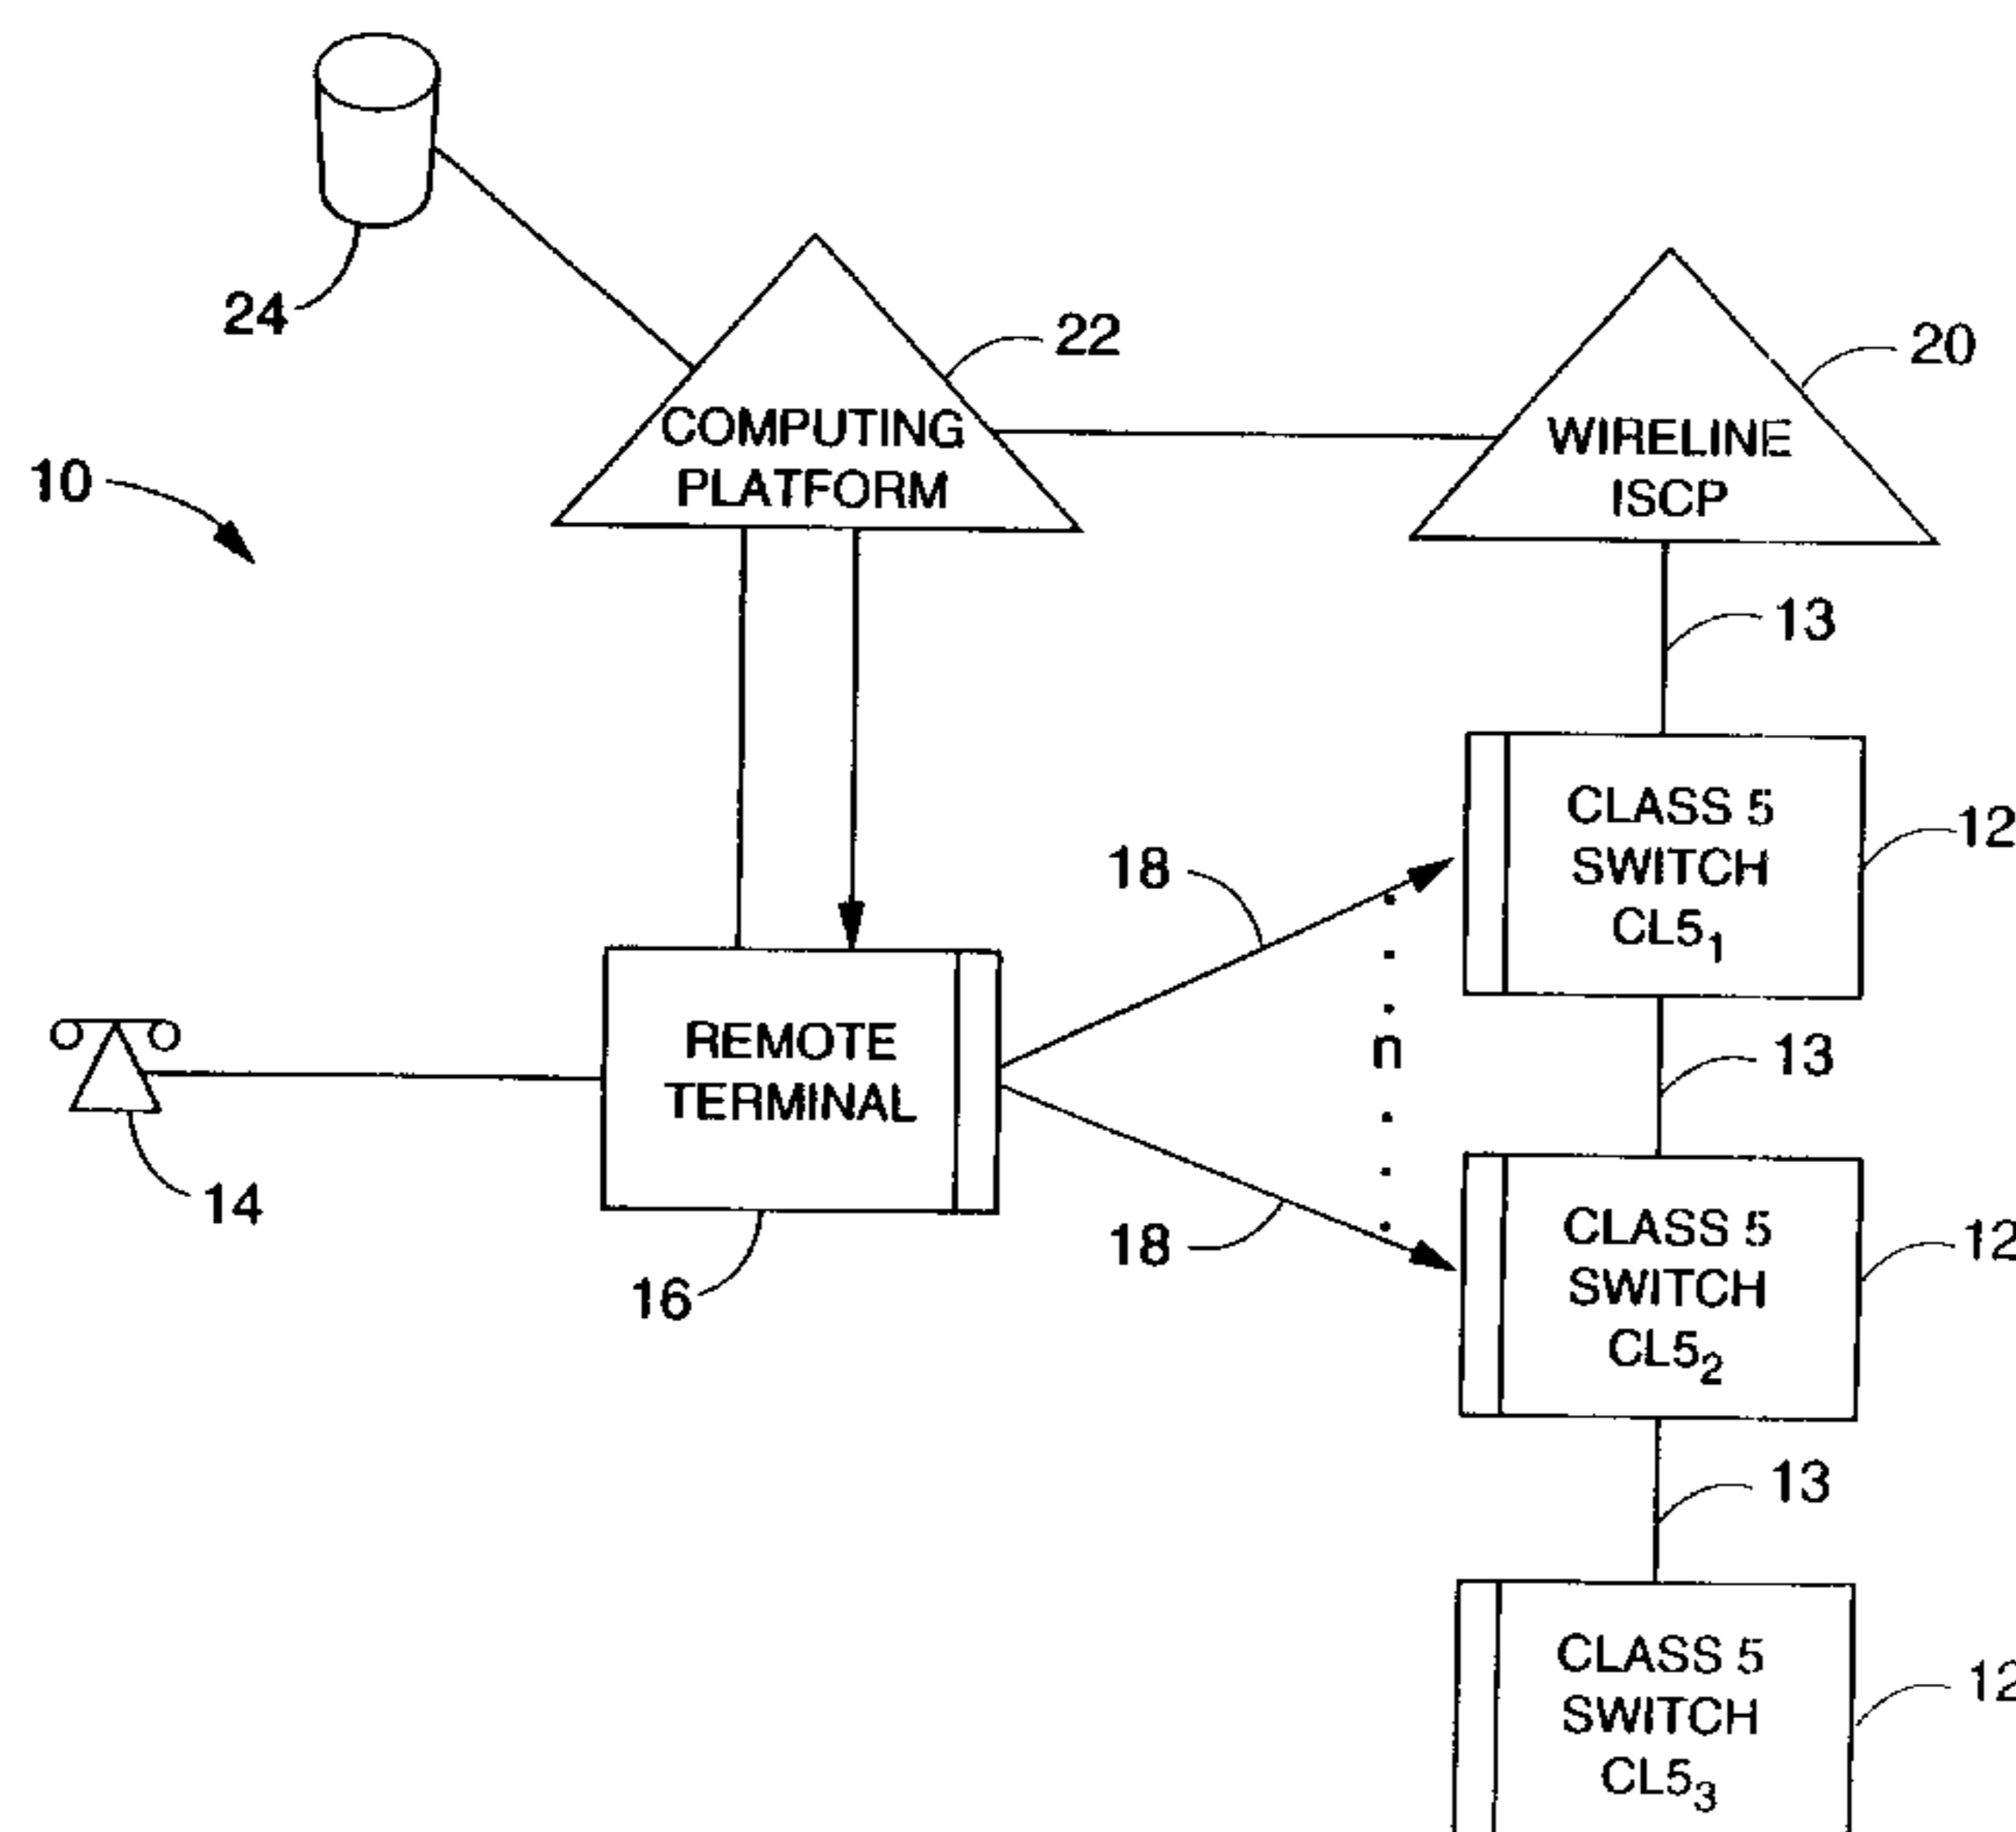 24
22
20
COMPUTING
PLATFORM
WIRELINE
ISCP
10
13
CLASS 5
SWITCH
CL5₁
12
18
n
REMOTE
TERMINAL
13
14
16
18
CLASS 5
SWITCH
CL5₂
12
13
CLASS 5
SWITCH
CL5₃
12